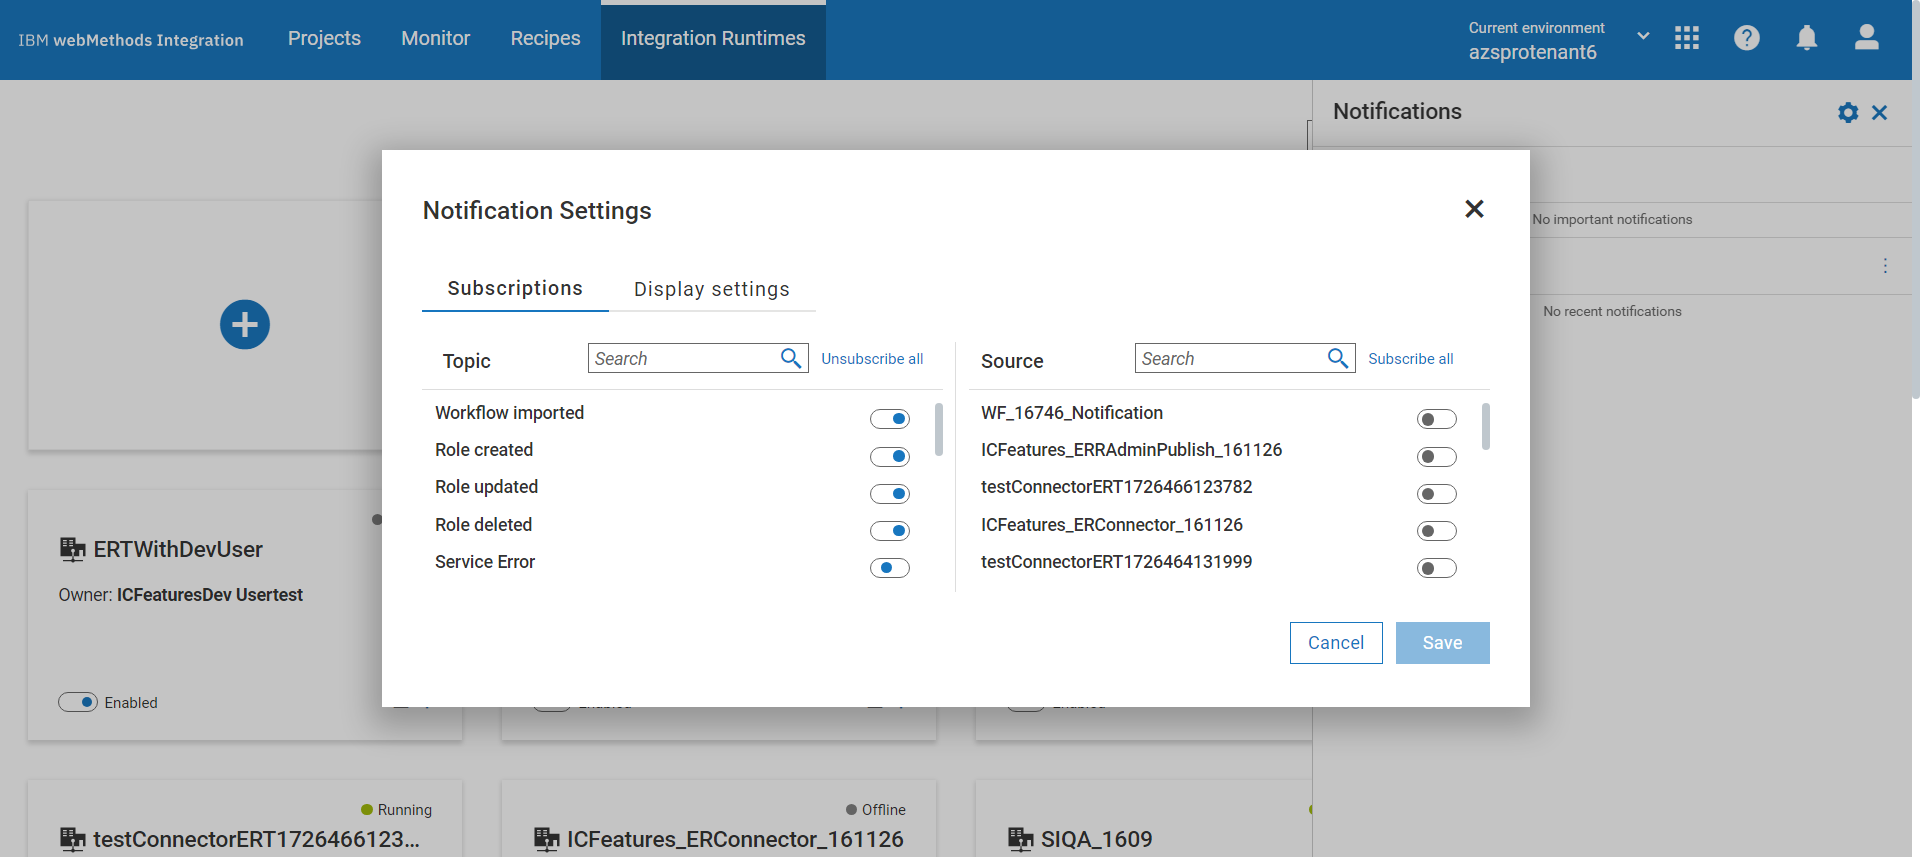 IBM webMethods Integration
Projects
Monitor
Recipes
Integration Runtimes
Current environment
azsprotenant6
Notifications
No important notifications
No recent notifications
Notification Settings
Subscriptions
Display settings
Topic
Search
Unsubscribe all
Workflow imported
Role created
Role updated
Role deleted
Service Error
Source
Search
Subscribe all
WF_16746_Notification
ICFeatures_ERRAdminPublish_161126
testConnectorERT1726466123782
ICFeatures_ERConnector_161126
testConnectorERT1726464131999
Cancel
Save
ERTWithDevUser
Owner: ICFeaturesDev Usertest
Enabled
Running
testConnectorERT1726466123...
Offline
ICFeatures_ERConnector_161126
SIQA_1609